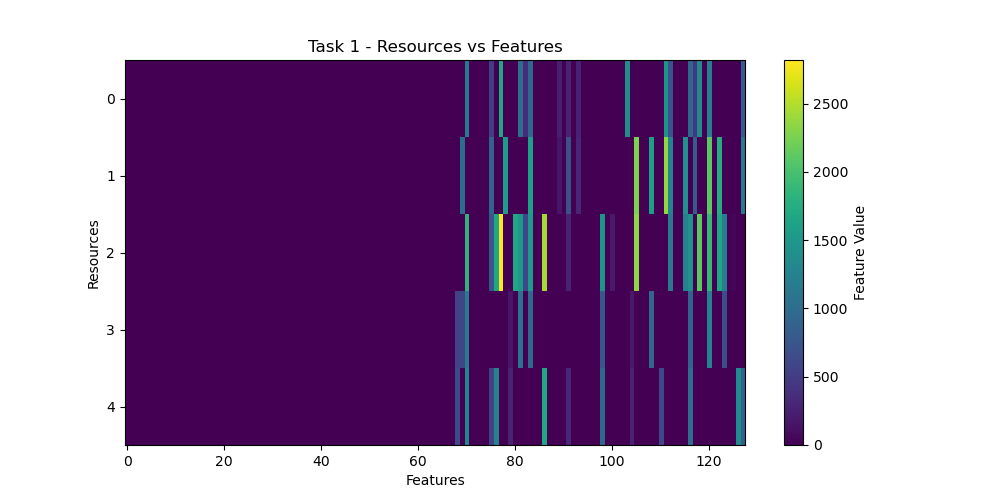 Task 1 - Resources vs Features
Resources
0
1
2
3
4
0 20 40 60 80 100 120
Features
2500
2000
1500
1000
500
0
Feature Value